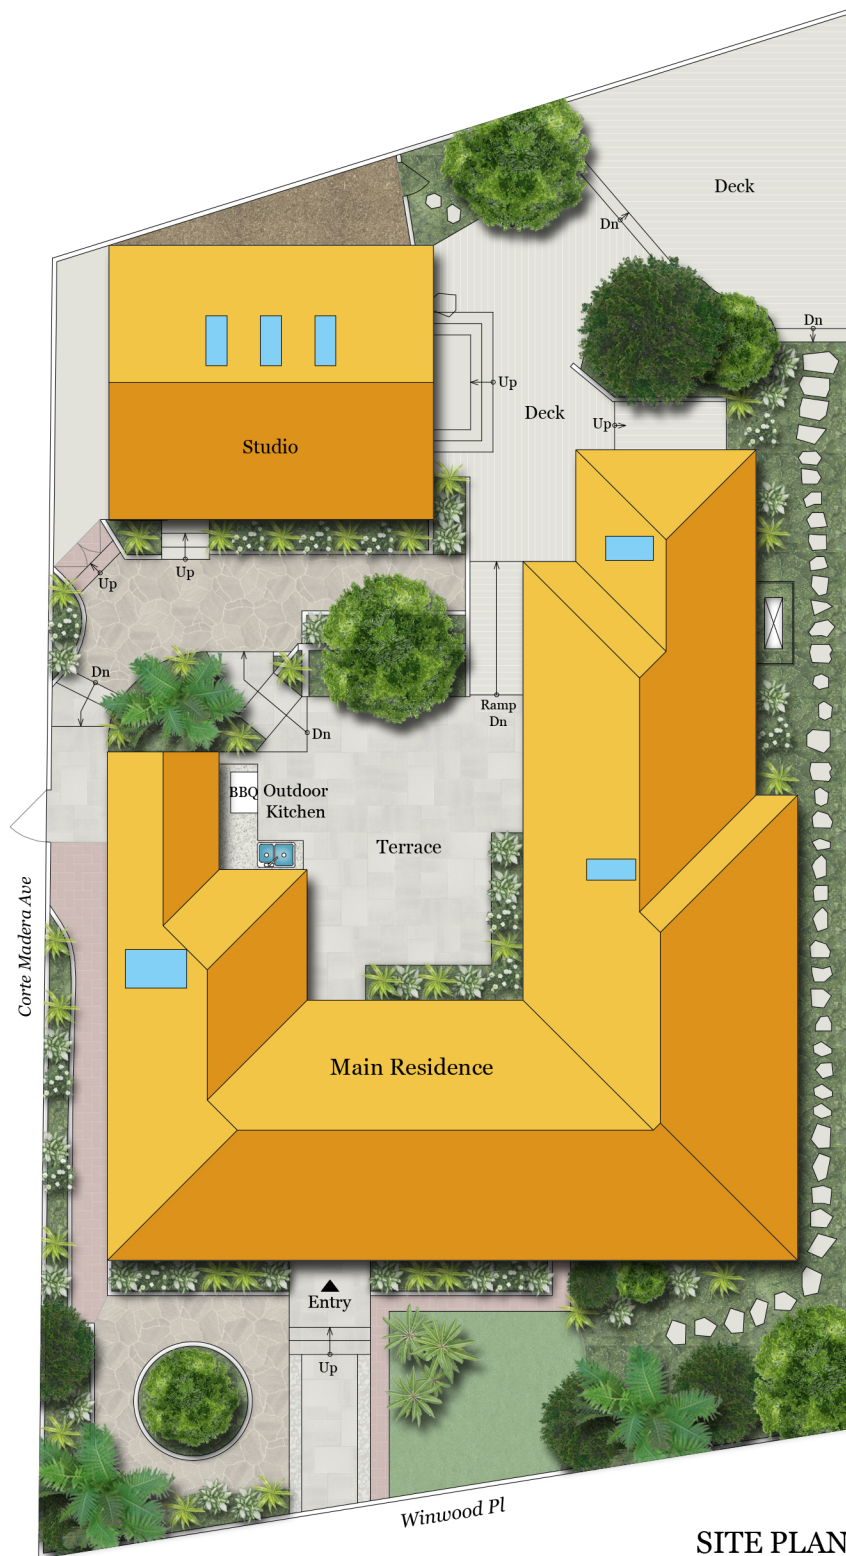 Deck
Dn
Dn
Up
Deck
Up
Studio
Up
Up
Dn
Ramp
Dn
Dn
BBQ
Outdoor
Kitchen
Terrace
Corte Madera Ave
Main Residence
Entry
Up
Winwood Pl
SITE PLAN